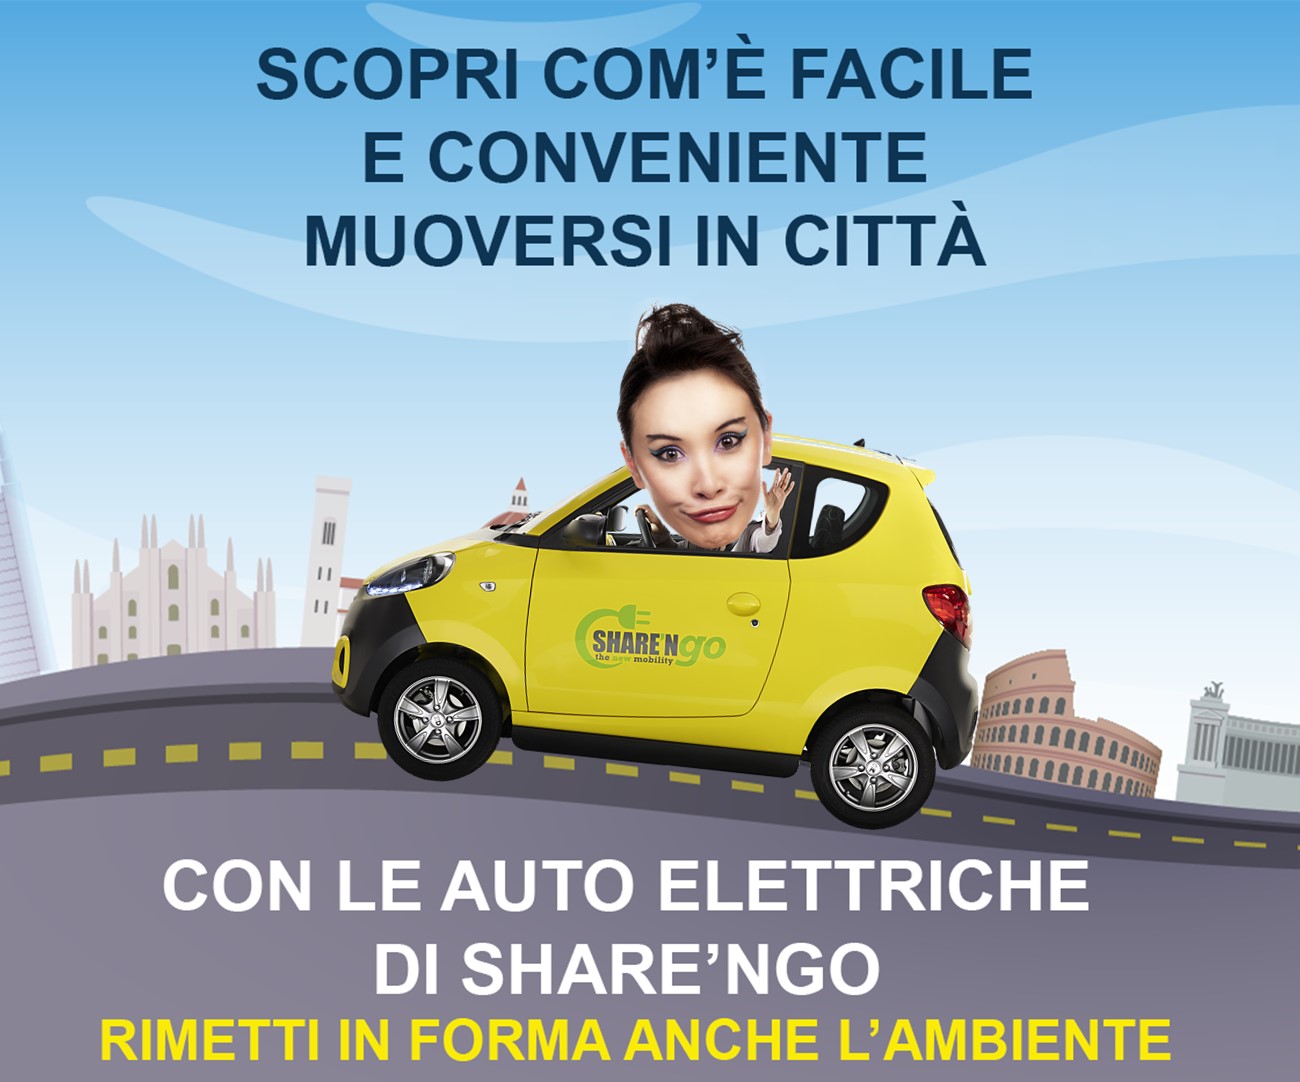 SCOPRI COM’È FACILE
E CONVENIENTE
MUOVERSI IN CITTÀ
SHARE'Ngo
the new mobility
CON LE AUTO ELETTRICHE
DI SHARE’NGO
RIMETTI IN FORMA ANCHE L’AMBIENTE